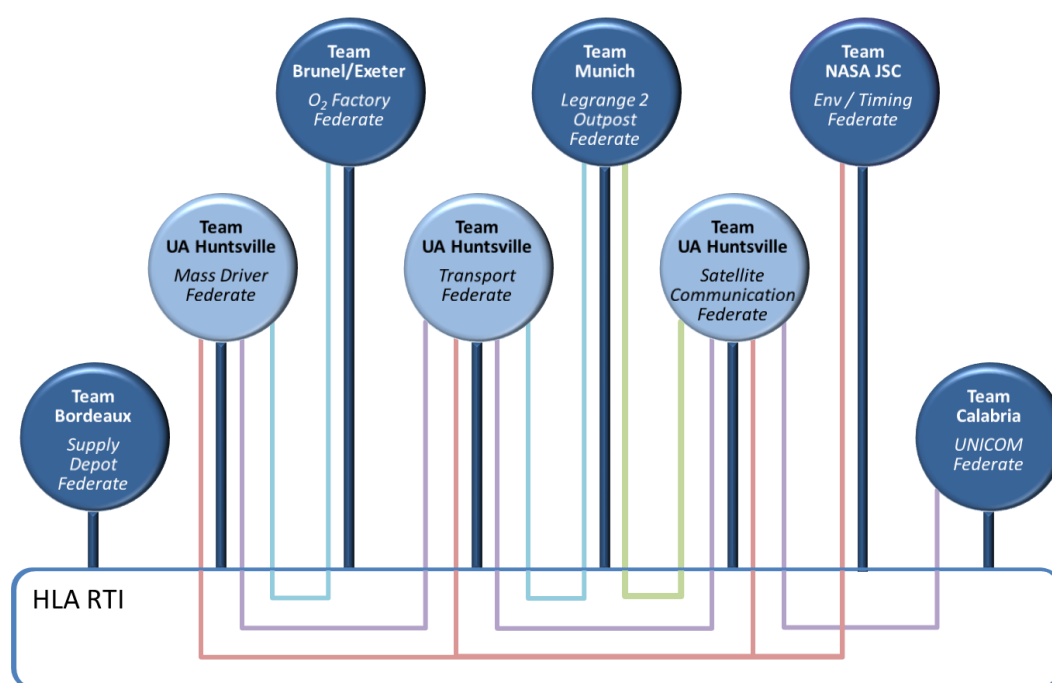 Team
Brunel/Exeter
O₂ Factory
Federate
Team
Munich
Legrange 2
Outpost
Federate
Team
NASA JSC
Env / Timing
Federate
Team
UA Huntsville
Mass Driver
Federate
Team
UA Huntsville
Transport
Federate
Team
UA Huntsville
Satellite
Communication
Federate
Team
Bordeaux
Supply
Depot
Federate
Team
Calabria
UNICOM
Federate
HLA RTI